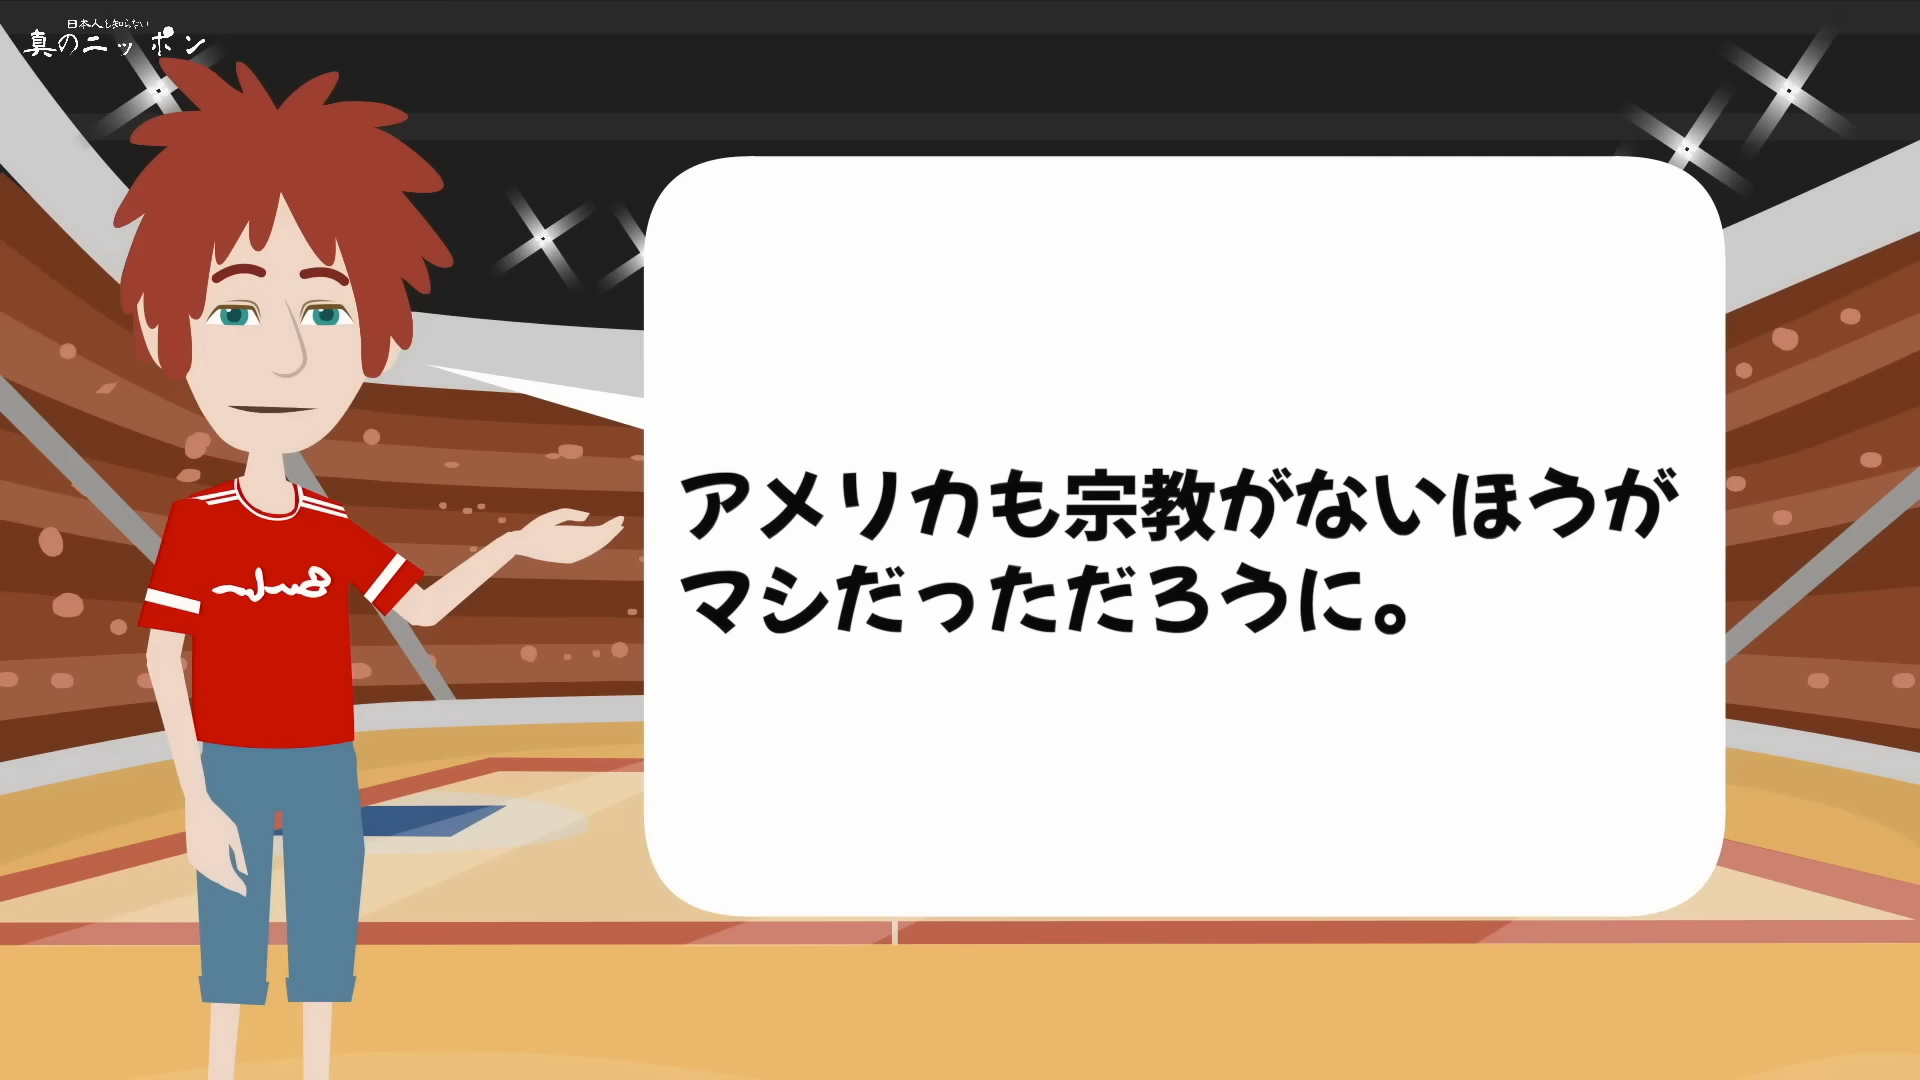 日本人も知らない
真のニッポン
アメリカも宗教がないほうが
マシだっただろうに。